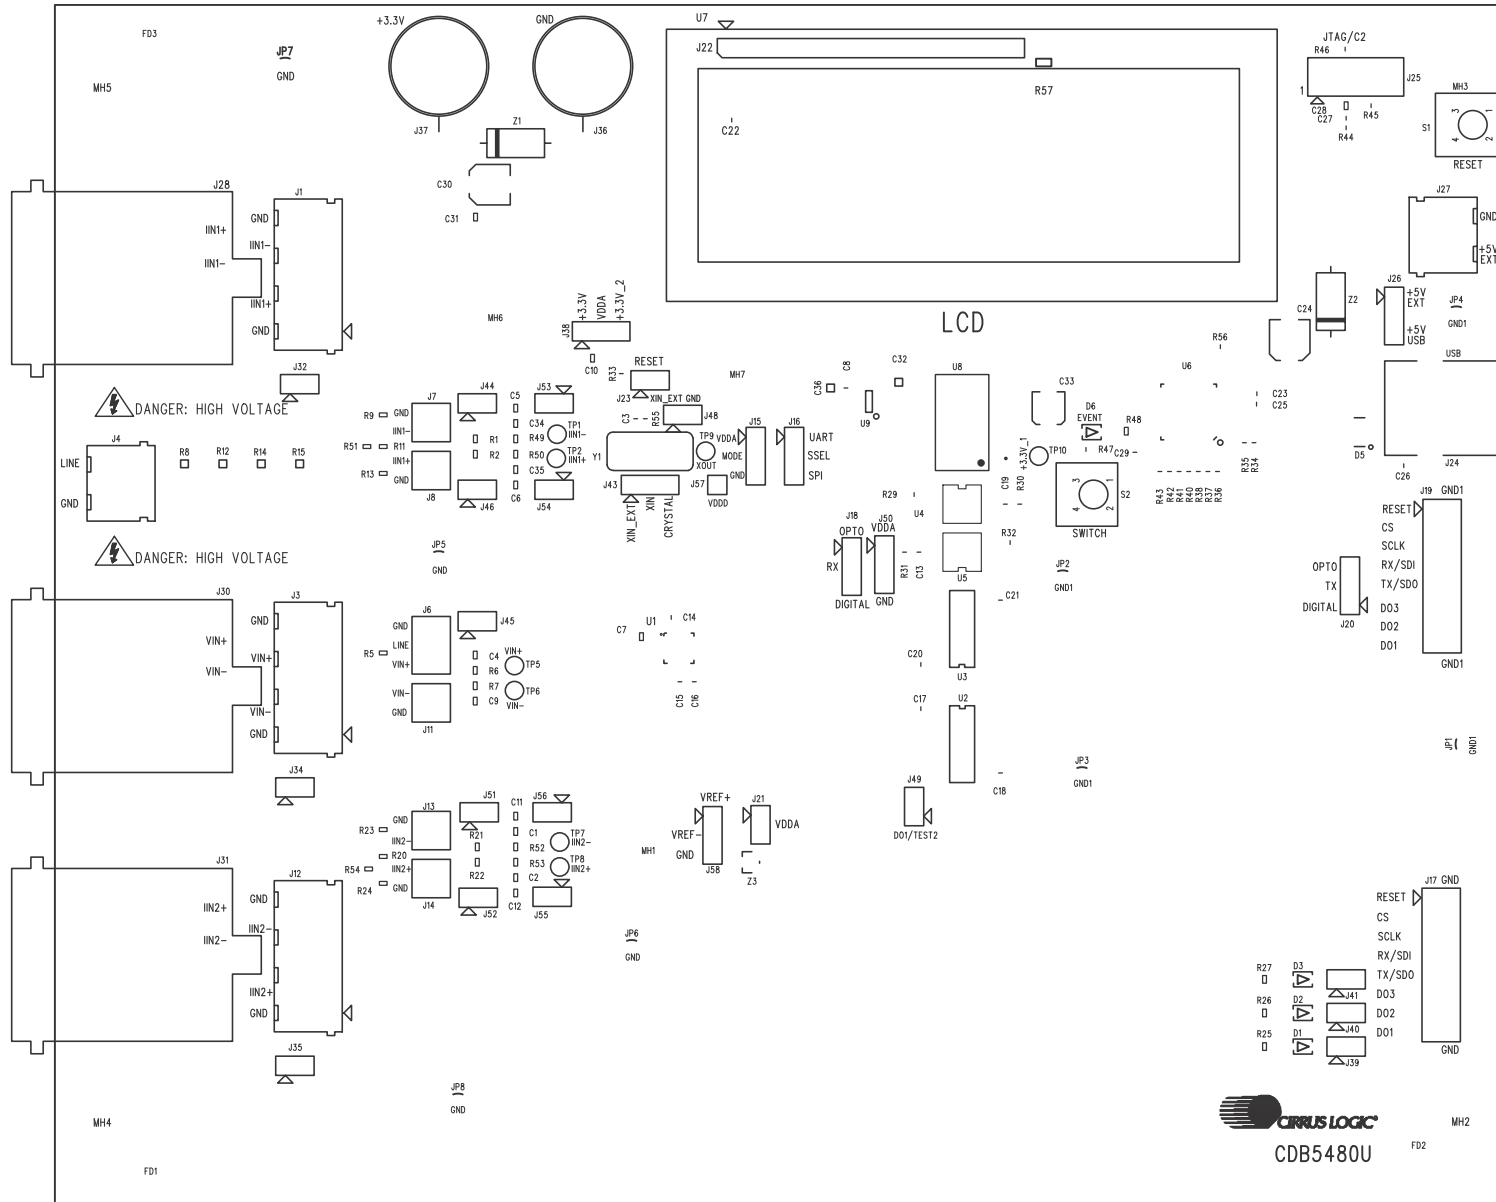 FD3
JP7
GND
MH5
+3.3V
GND
J37
J36
Z1
C30
C31
U7
J22
R57
C22
LCD
JTAG/C2
R46
J25
1
C28
C27
R45
R44
MH3
S1
3
4
1
2
RESET
J27
GND
+5V
EXT
J26
+5V
EXT
+5V
USB
JP4
GND1
Z2
C24
USB
J28
IIN1+
IIN1-
J1
GND
IIN1-
IIN1+
GND
J32
MH6
+3.3V
VDDA
+3.3V_2
J38
C10
R33
RESET
J23
XIN_EXT GND
C3
R55
J48
MH7
C36
C8
U9
C32
U8
C33
D6
EVENT
R48
R47
C29
+3.3V_1
TP10
U6
R56
C23
C25
R35
R34
R43
R42
R41
R40
R38
R37
R36
D5
C26
J24
DANGER: HIGH VOLTAGE
J4
LINE
GND
R8
R12
R14
R15
DANGER: HIGH VOLTAGE
R9
R51
R11
R13
J7
GND
IIN1-
IIN1+
GND
J8
J44
R1
R2
J46
C5
C34
R49
R50
C35
C6
J53
TP1
IIN1-
TP2
IIN1+
J54
Y1
TP9
XOUT
J43
XIN_EXT
XIN
CRYSTAL
J57
VDDD
J15
VDDA
MODE
GND
J16
UART
SSEL
SPI
R29
U4
C19
R30
3
4
1
2
S2
SWITCH
J18
OPTO
RX
DIGITAL
J50
VDDA
GND
R31
C13
U5
R32
JP2
GND1
C21
U3
C20
C17
U2
C18
JP3
GND1
J49
DO1/TEST2
J19
GND1
RESET
CS
SCLK
RX/SDI
TX/SDO
DO3
DO2
DO1
GND1
OPTO
TX
DIGITAL
J20
JP1
GND1
JP5
GND
J30
VIN+
VIN-
J3
GND
VIN+
VIN-
GND
J34
R5
J6
GND
LINE
VIN+
VIN-
GND
J11
J45
C4
R6
R7
C9
VIN+
TP5
TP6
VIN-
U1
C14
C7
C15
C16
J31
IIN2+
IIN2-
J12
GND
IIN2-
IIN2+
GND
J35
R23
R20
R54
R24
J13
GND
IIN2-
IIN2+
GND
J14
J51
R21
R22
J52
C11
C1
R52
R53
C2
C12
J56
TP7
IIN2-
TP8
IIN2+
J55
MH1
VREF+
VREF-
GND
J58
J21
VDDA
Z3
JP6
GND
JP8
GND
J17
GND
RESET
CS
SCLK
RX/SDI
TX/SDO
DO3
DO2
DO1
GND
R27
D3
J41
R26
D2
J40
R25
D1
J39
CIRRUS LOGIC®
CDB5480U
MH2
FD2
MH4
FD1